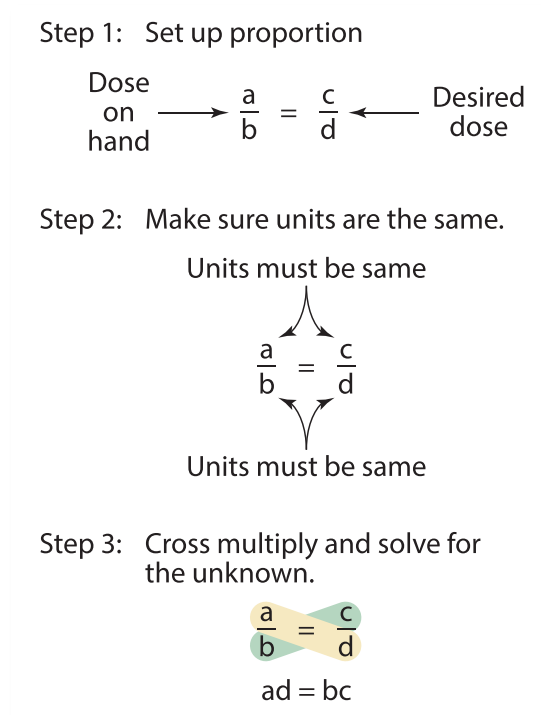 Step 1: Set up proportion
Dose
on
hand
a
b
=
c
d
Desired
dose
Step 2: Make sure units are the same.
Units must be same
a
b
=
c
d
Units must be same
Step 3: Cross multiply and solve for
the unknown.
a
b
=
c
d
ad = bc